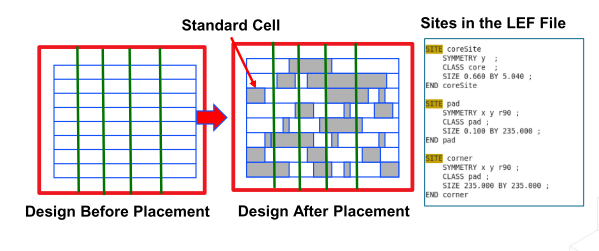 Standard Cell
Sites in the LEF File
SITE coreSite
SYMMETRY y ;
CLASS core ;
SIZE 0.660 BY 5.040 ;
END coreSite
SITE pad
SYMMETRY x y r90 ;
CLASS pad ;
SIZE 0.100 BY 235.000 ;
END pad
SITE corner
SYMMETRY x y r90 ;
CLASS pad ;
SIZE 235.000 BY 235.000 ;
END corner
Design Before Placement
Design After Placement